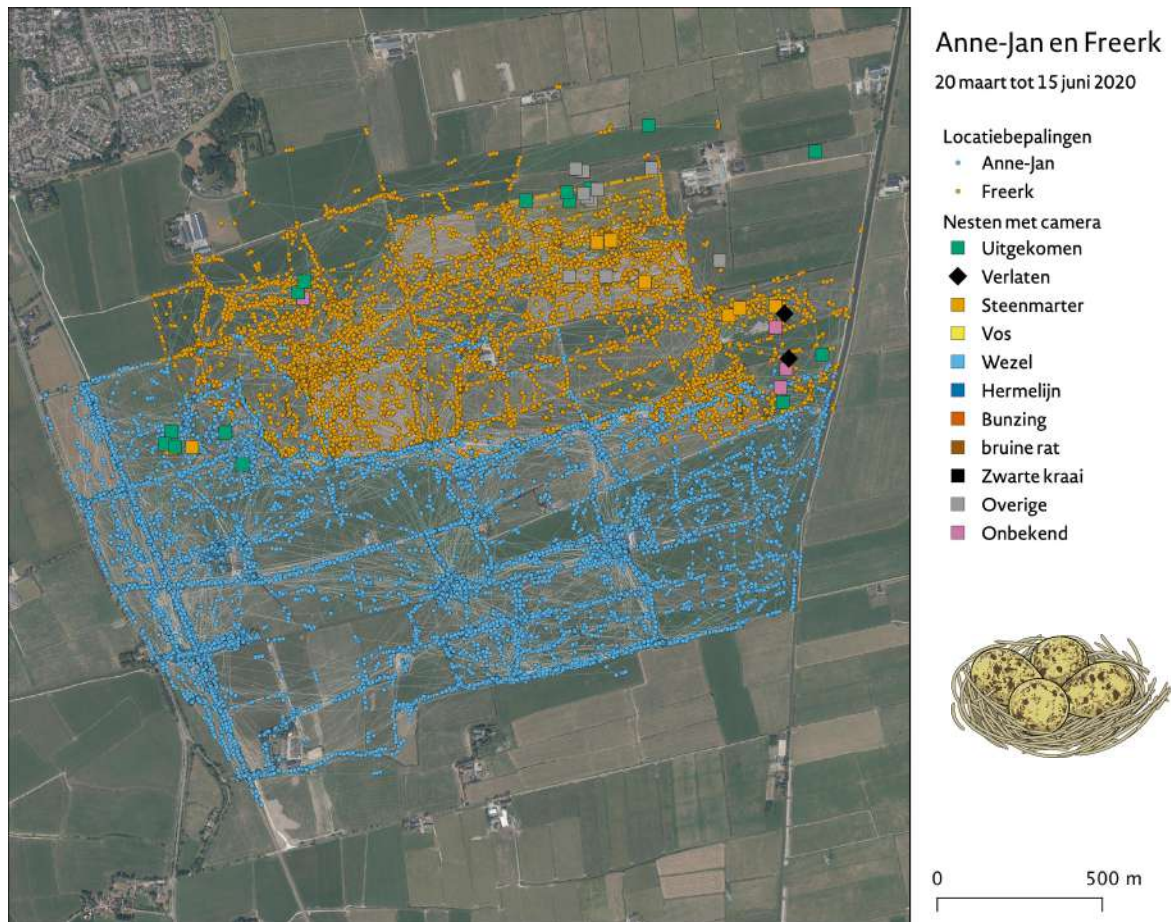 Anne-Jan en Freerk
20 maart tot 15 juni 2020
Locatiebepalingen
Anne-Jan
Freerk
Nesten met camera
Uitgekomen
Verlaten
Steenmarter
Vos
Wezel
Hermelijn
Bunzing
bruine rat
Zwarte kraai
Overige
Onbekend
0 500 m